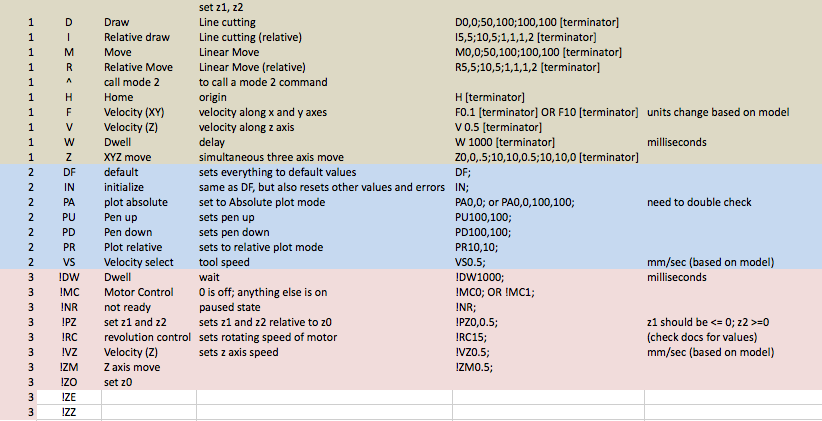 set z1, z2
1 D Draw Line cutting D0,0;50,100;100,100 [terminator]
1 I Relative draw Line cutting (relative) I5,5;10,5;1,1,1,2 [terminator]
1 M Move Linear Move M0,0;50,100;100,100 [terminator]
1 R Relative Move Linear Move (relative) R5,5;10,5;1,1,1,2 [terminator]
1 ^ call mode 2 to call a mode 2 command
1 H Home origin H [terminator]
1 F Velocity (XY) velocity along x and y axes F0.1 [terminator] OR F10 [terminator] units change based on model
1 V Velocity (Z) velocity along z axis V 0.5 [terminator]
1 W Dwell delay W 1000 [terminator] milliseconds
1 Z XYZ move simultaneous three axis move Z0,0,.5;10,10,0.5;10,10,0 [terminator]
2 DF default sets everything to default values DF;
2 IN initialize same as DF, but also resets other values and errors IN;
2 PA plot absolute set to Absolute plot mode PA0,0; or PA0,0,100,100; need to double check
2 PU Pen up sets pen up PU100,100;
2 PD Pen down sets pen down PD100,100;
2 PR Plot relative sets to relative plot mode PR10,10;
2 VS Velocity select tool speed VS0.5; mm/sec (based on model)
3 !DW Dwell wait !DW1000; milliseconds
3 !MC Motor Control 0 is off; anything else is on !MC0; OR !MC1;
3 !NR not ready paused state !NR;
3 !PZ set z1 and z2 sets z1 and z2 relative to z0 !PZ0,0.5; z1 should be <= 0; z2 >=0
3 !RC revolution control sets rotating speed of motor !RC15; (check docs for values)
3 !VZ Velocity (Z) sets z axis speed !VZ0.5; mm/sec (based on model)
3 !ZM Z axis move !ZM0.5;
3 !ZO set z0
3 !ZE
3 !ZZ